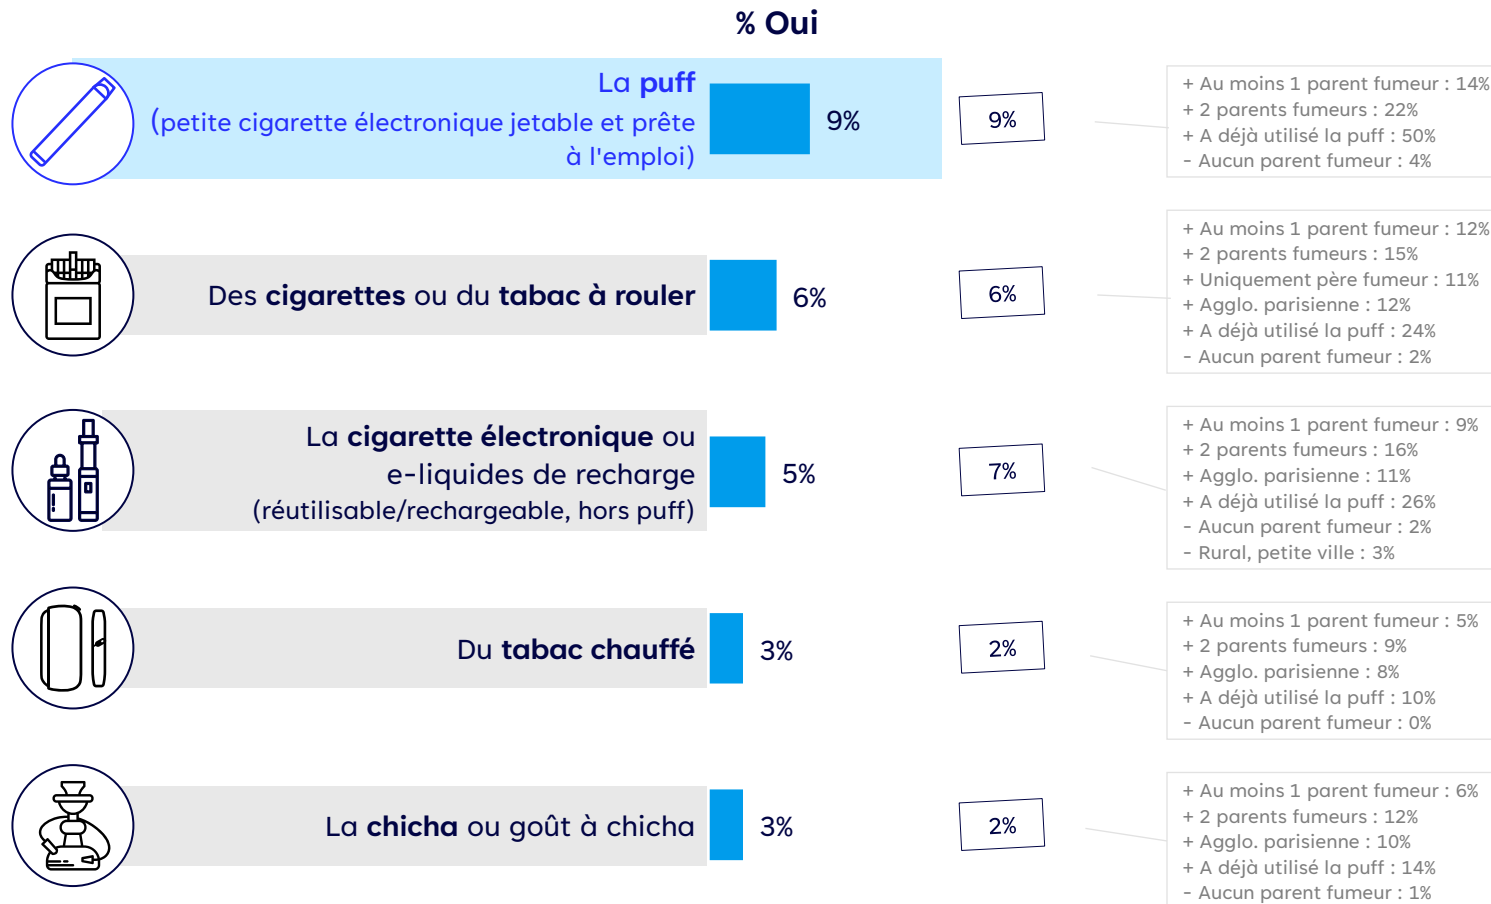 % Oui
La puff
(petite cigarette électronique jetable et prête
à l'emploi)
9%
9%
+ Au moins 1 parent fumeur : 14%
+ 2 parents fumeurs : 22%
+ A déjà utilisé la puff : 50%
- Aucun parent fumeur : 4%
Des cigarettes ou du tabac à rouler
6%
6%
+ Au moins 1 parent fumeur : 12%
+ 2 parents fumeurs : 15%
+ Uniquement père fumeur : 11%
+ Agglo. parisienne : 12%
+ A déjà utilisé la puff : 24%
- Aucun parent fumeur : 2%
La cigarette électronique ou
e-liquides de recharge
(réutilisable/rechargeable, hors puff)
5%
7%
+ Au moins 1 parent fumeur : 9%
+ 2 parents fumeurs : 16%
+ Agglo. parisienne : 11%
+ A déjà utilisé la puff : 26%
- Aucun parent fumeur : 2%
- Rural, petite ville : 3%
Du tabac chauffé
3%
2%
+ Au moins 1 parent fumeur : 5%
+ 2 parents fumeurs : 9%
+ Agglo. parisienne : 8%
+ A déjà utilisé la puff : 10%
- Aucun parent fumeur : 0%
La chicha ou goût à chicha
3%
2%
+ Au moins 1 parent fumeur : 6%
+ 2 parents fumeurs : 12%
+ Agglo. parisienne : 10%
+ A déjà utilisé la puff : 14%
- Aucun parent fumeur : 1%